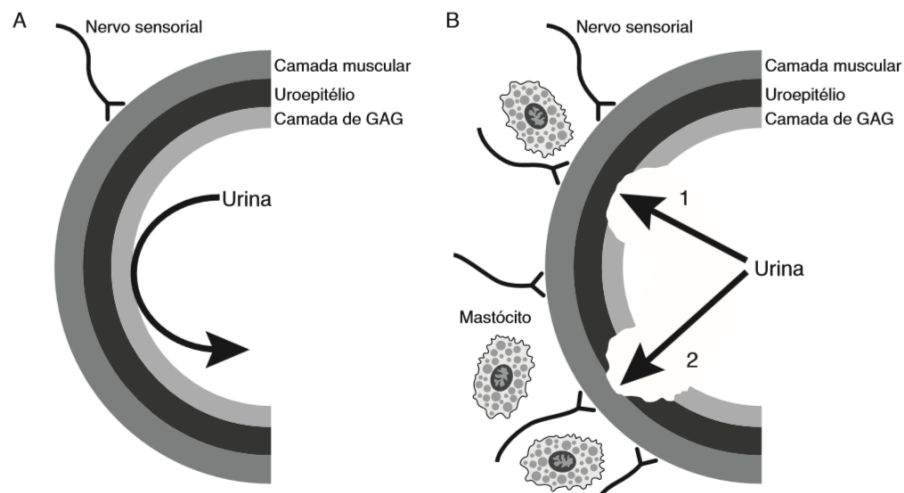 A
Nervo sensorial
Camada muscular
Uroepitélio
Camada de GAG
Urina
B
Nervo sensorial
Camada muscular
Uroepitélio
Camada de GAG
1
Urina
Mastócito
2